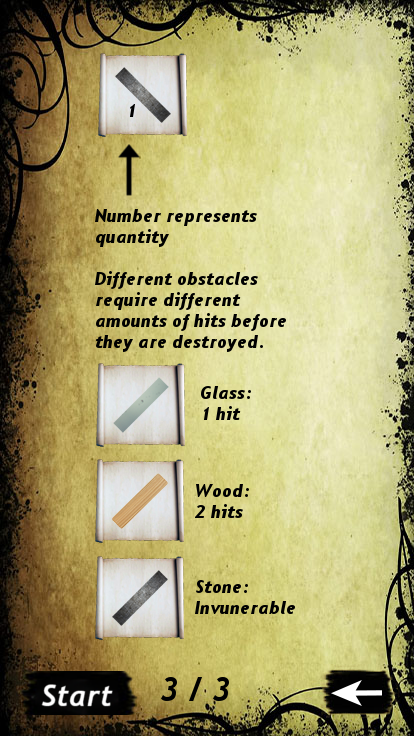 1
Number represents
quantity
Different obstacles
require different
amounts of hits before
they are destroyed.
Glass:
1 hit
Wood:
2 hits
Stone:
Invunerable
Start
3 / 3